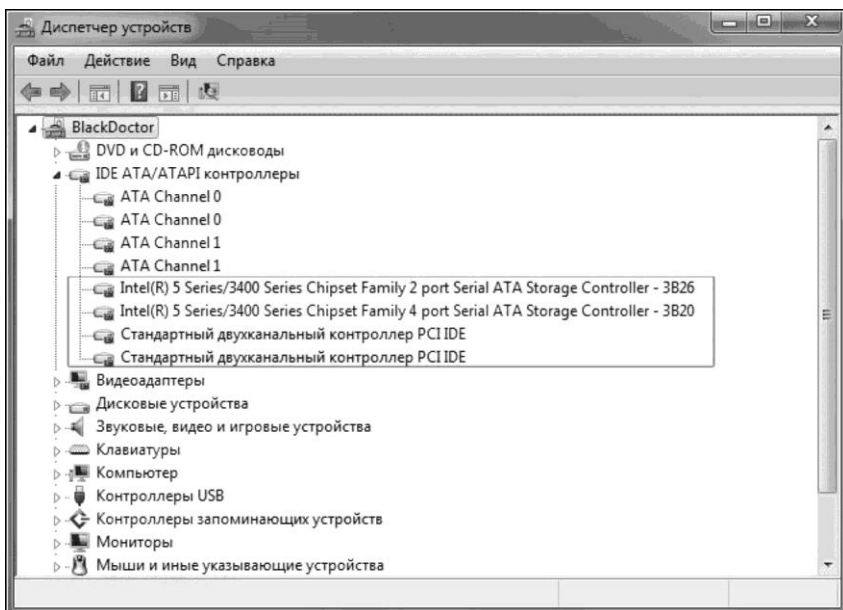 Диспетчер устройств
Файл Действие Вид Справка
BlackDoctor
DVD и CD-ROM дисководы
IDE ATA/ATAPI контроллеры
ATA Channel 0
ATA Channel 0
ATA Channel 1
ATA Channel 1
Intel(R) 5 Series/3400 Series Chipset Family 2 port Serial ATA Storage Controller - 3B26
Intel(R) 5 Series/3400 Series Chipset Family 4 port Serial ATA Storage Controller - 3B20
Стандартный двухканальный контроллер PCI IDE
Стандартный двухканальный контроллер PCI IDE
Видеоадаптеры
Дисковые устройства
Звуковые, видео и игровые устройства
Клавиатуры
Компьютер
Контроллеры USB
Контроллеры запоминающих устройств
Мониторы
Мыши и иные указывающие устройства